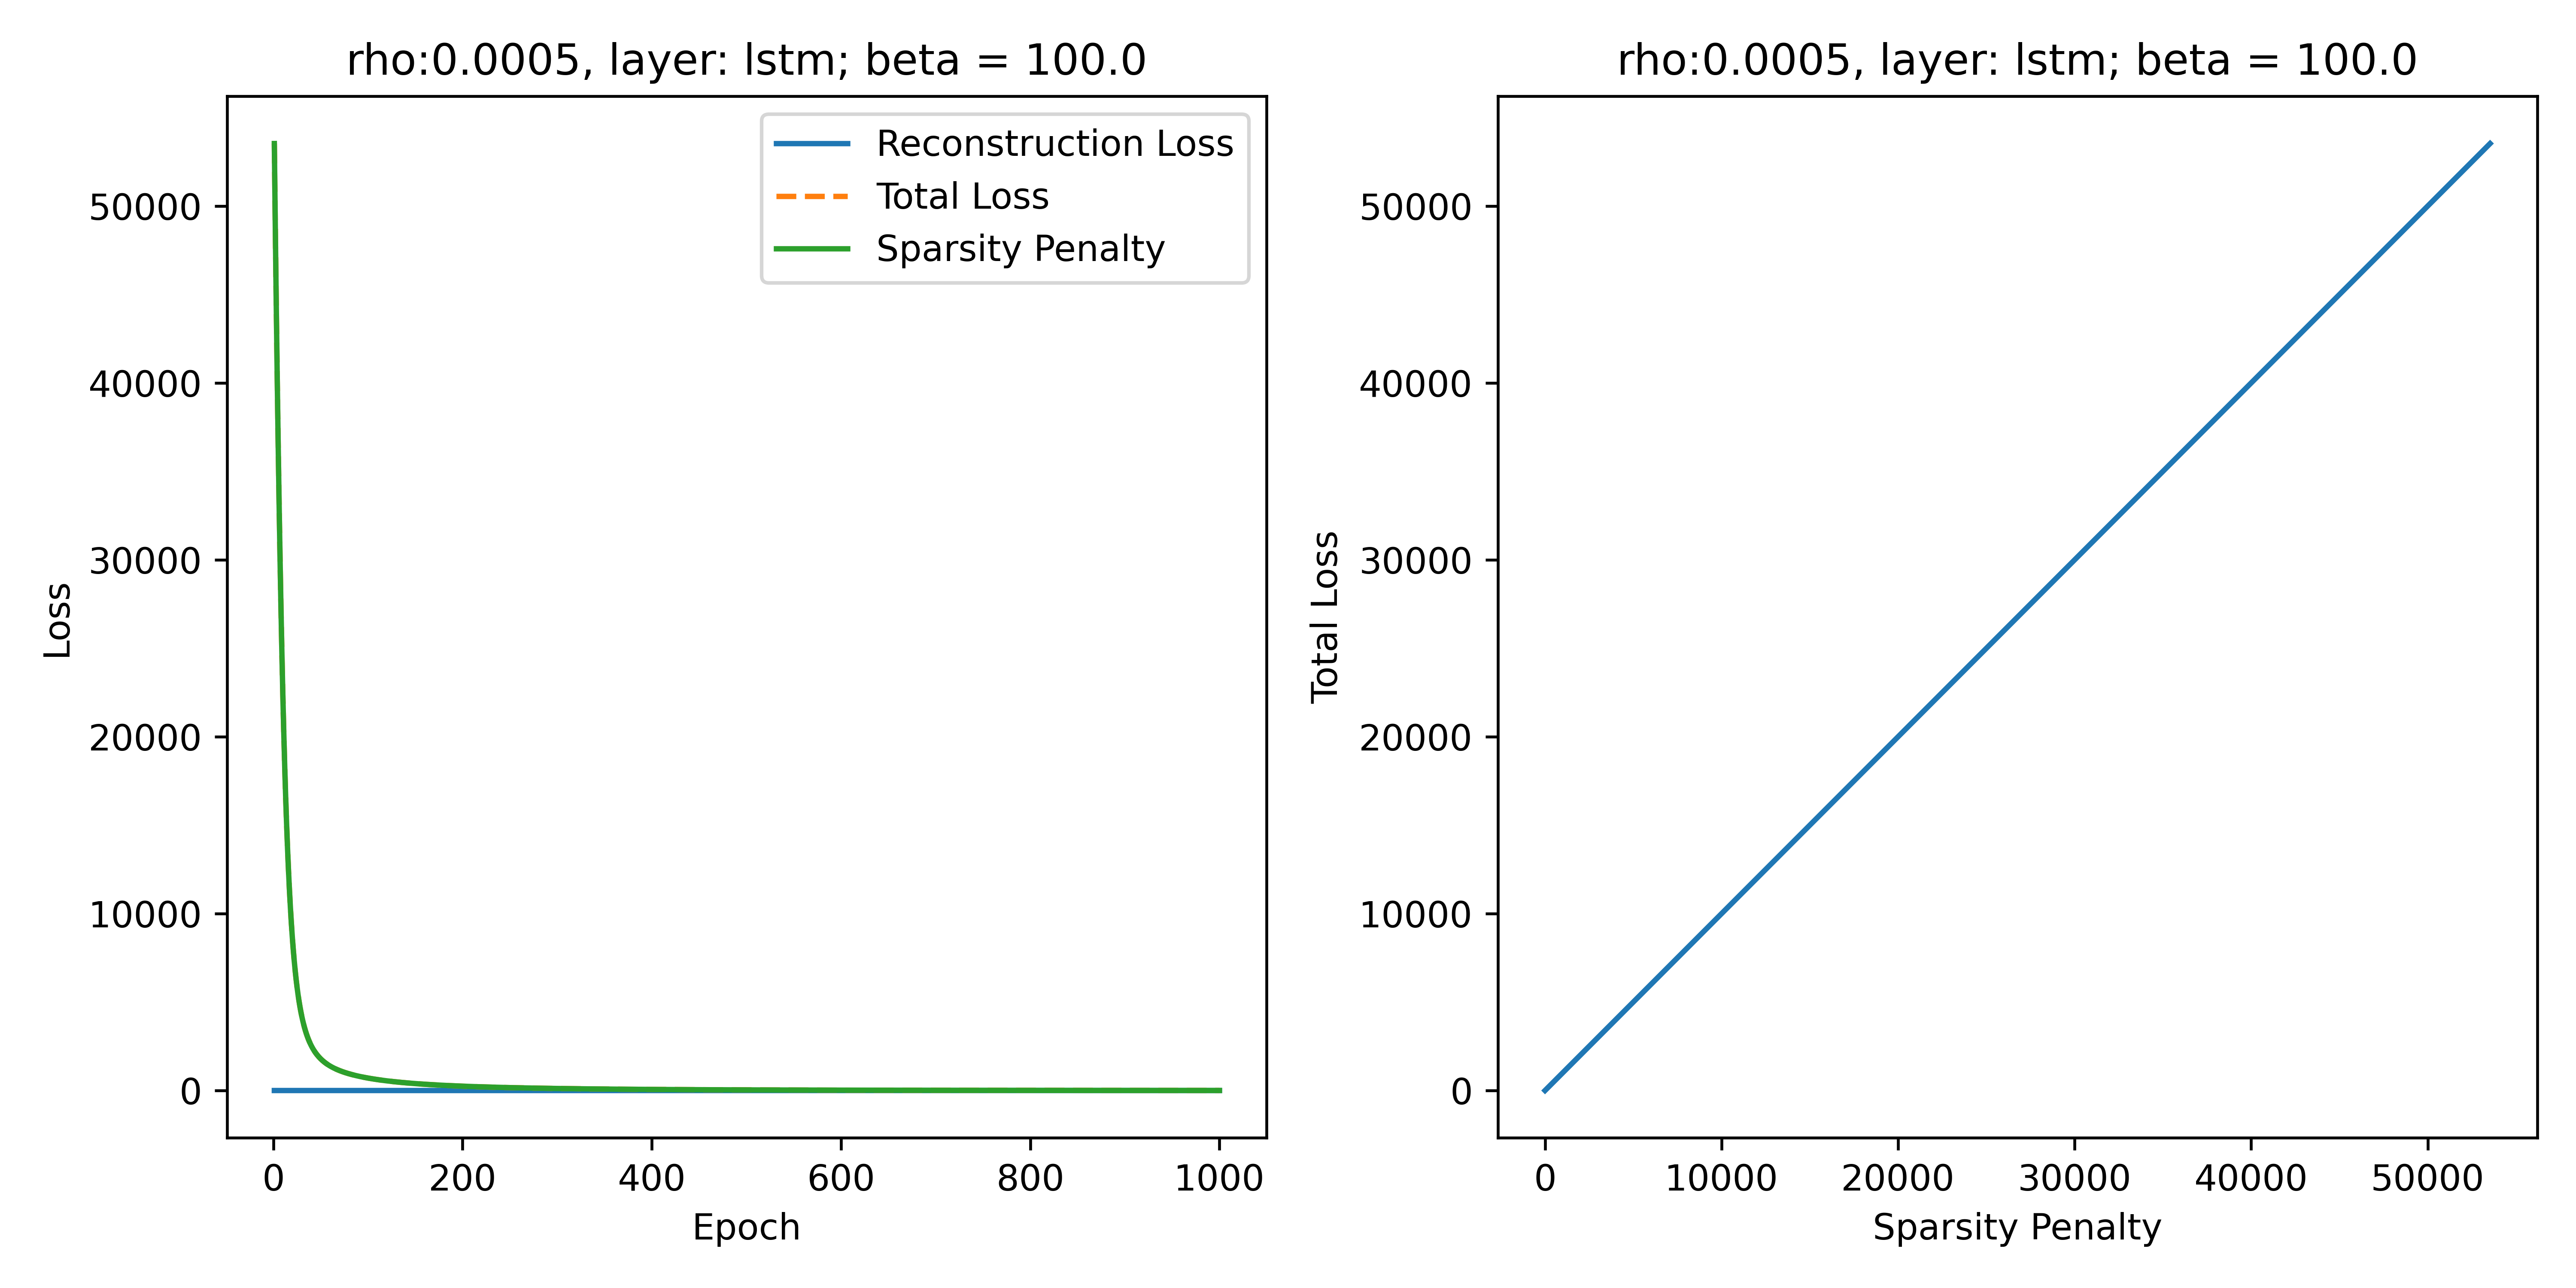 rho:0.0005, layer: lstm; beta = 100.0
Reconstruction Loss
Total Loss
Sparsity Penalty
50000
40000
30000
20000
10000
0
Loss
0 200 400 600 800 1000
Epoch
rho:0.0005, layer: lstm; beta = 100.0
50000
40000
30000
20000
10000
0
Total Loss
0 10000 20000 30000 40000 50000
Sparsity Penalty